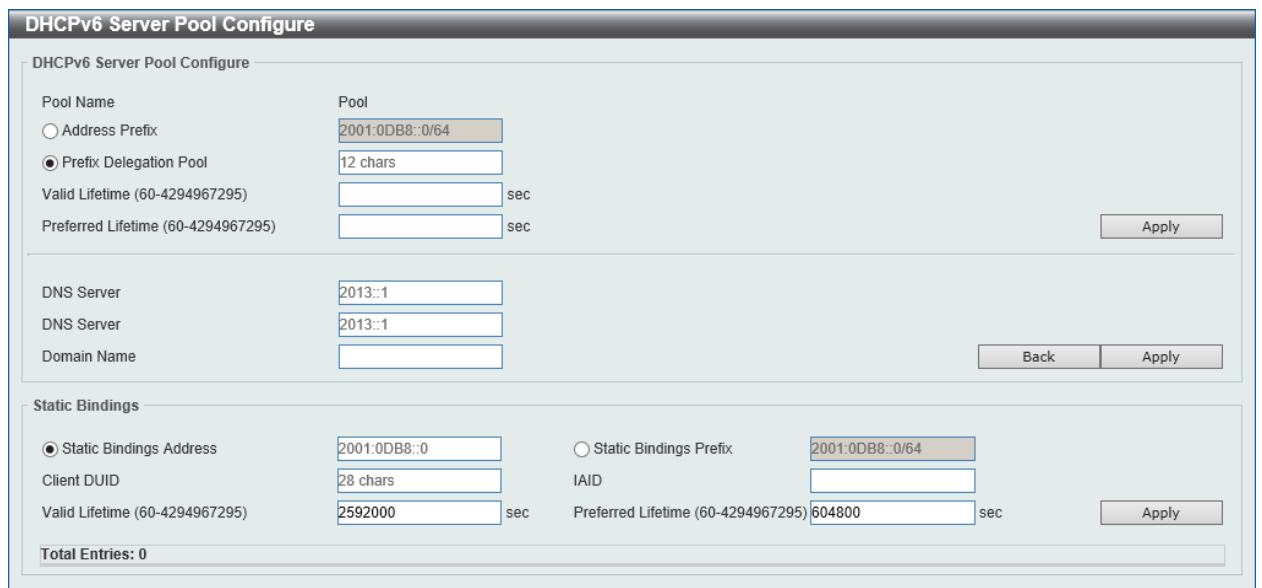 DHCPv6 Server Pool Configure
DHCPv6 Server Pool Configure
Pool Name Pool
Address Prefix 2001:0DB8::0/64
Prefix Delegation Pool 12 chars
Valid Lifetime (60-4294967295) sec
Preferred Lifetime (60-4294967295) sec Apply
DNS Server 2013::1
DNS Server 2013::1
Domain Name Back Apply
Static Bindings
Static Bindings Address 2001:0DB8::0 Static Bindings Prefix 2001:0DB8::0/64
Client DUID 28 chars IAID
Valid Lifetime (60-4294967295) 2592000 sec Preferred Lifetime (60-4294967295) 604800 sec Apply
Total Entries: 0